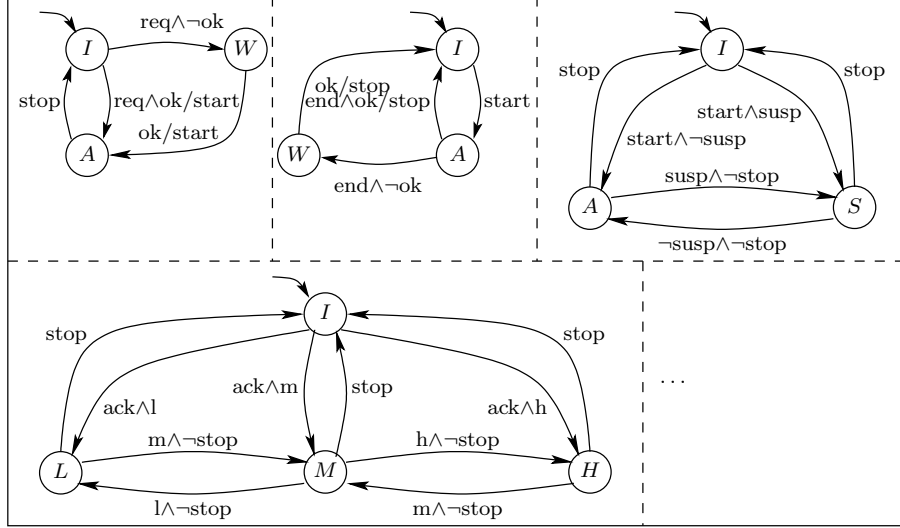 req∧¬ok
I
W
stop
req∧ok/start
ok/start
A
I
ok/stop
end∧ok/stop
start
W
A
end∧¬ok
I
stop
stop
start∧susp
start∧¬susp
susp∧¬stop
A
S
¬susp∧¬stop
I
stop
stop
ack∧m
stop
ack∧l
ack∧h
m∧¬stop
h∧¬stop
L
M
H
l∧¬stop
m∧¬stop
...